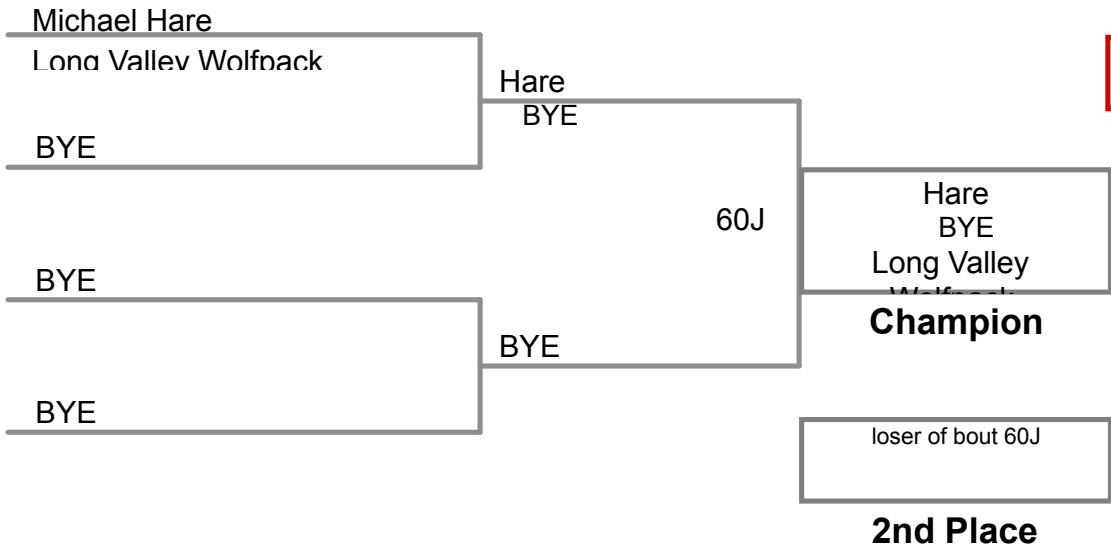 Michael Hare
Long Valley Wolfpack
Hare
BYE
BYE
60J
Hare
BYE
Long Valley
Wolfpack
Champion
BYE
BYE
BYE
loser of bout 60J
2nd Place